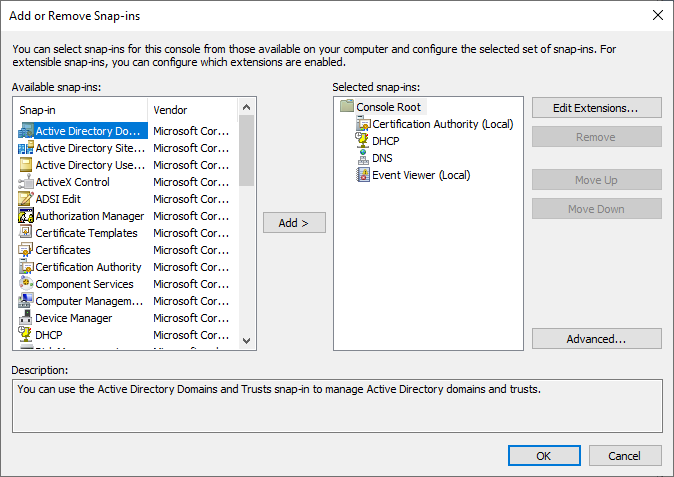 Add or Remove Snap-ins
You can select snap-ins for this console from those available on your computer and configure the selected set of snap-ins. For
extensible snap-ins, you can configure which extensions are enabled.
Available snap-ins:
Snap-in Vendor
Active Directory Do... Microsoft Cor...
Active Directory Site... Microsoft Cor...
Active Directory Use... Microsoft Cor...
ActiveX Control Microsoft Cor...
ADSI Edit Microsoft Cor...
Authorization Manager Microsoft Cor...
Certificate Templates Microsoft Cor...
Certificates Microsoft Cor...
Certification Authority Microsoft Cor...
Component Services Microsoft Cor...
Computer Managem... Microsoft Cor...
Device Manager Microsoft Cor...
DHCP Microsoft Cor...
Add >
Selected snap-ins:
Console Root
Certification Authority (Local)
DHCP
DNS
Event Viewer (Local)
Edit Extensions...
Remove
Move Up
Move Down
Advanced...
Description:
You can use the Active Directory Domains and Trusts snap-in to manage Active Directory domains and trusts.
OK
Cancel